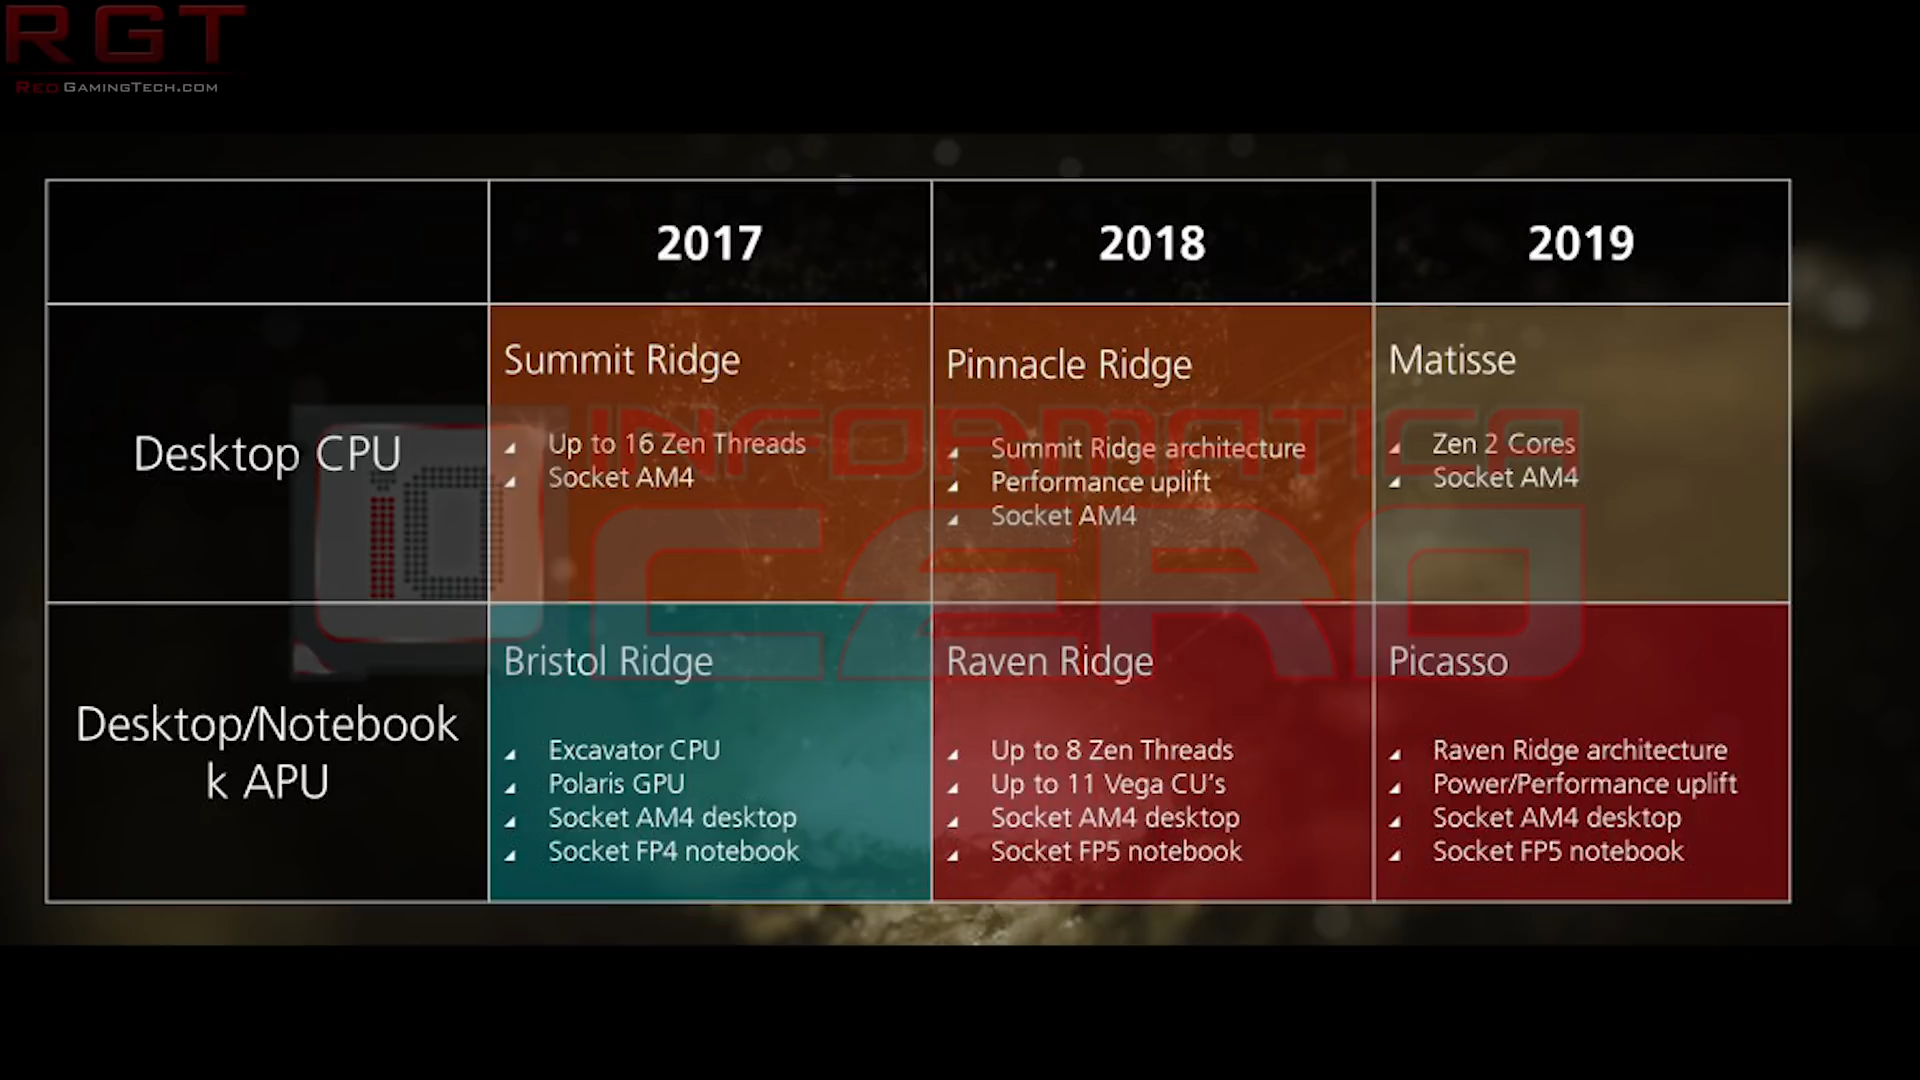 RGT
RedGamingTech.com
2017
2018
2019
Desktop CPU
Summit Ridge
Up to 16 Zen Threads
Socket AM4
Pinnacle Ridge
Summit Ridge architecture
Performance uplift
Socket AM4
Matisse
Zen 2 Cores
Socket AM4
INFORMATICA
CERO
iO
Desktop/Notebook
k APU
Bristol Ridge
Excavator CPU
Polaris GPU
Socket AM4 desktop
Socket FP4 notebook
Raven Ridge
Up to 8 Zen Threads
Up to 11 Vega CU's
Socket AM4 desktop
Socket FP5 notebook
Picasso
Raven Ridge architecture
Power/Performance uplift
Socket AM4 desktop
Socket FP5 notebook